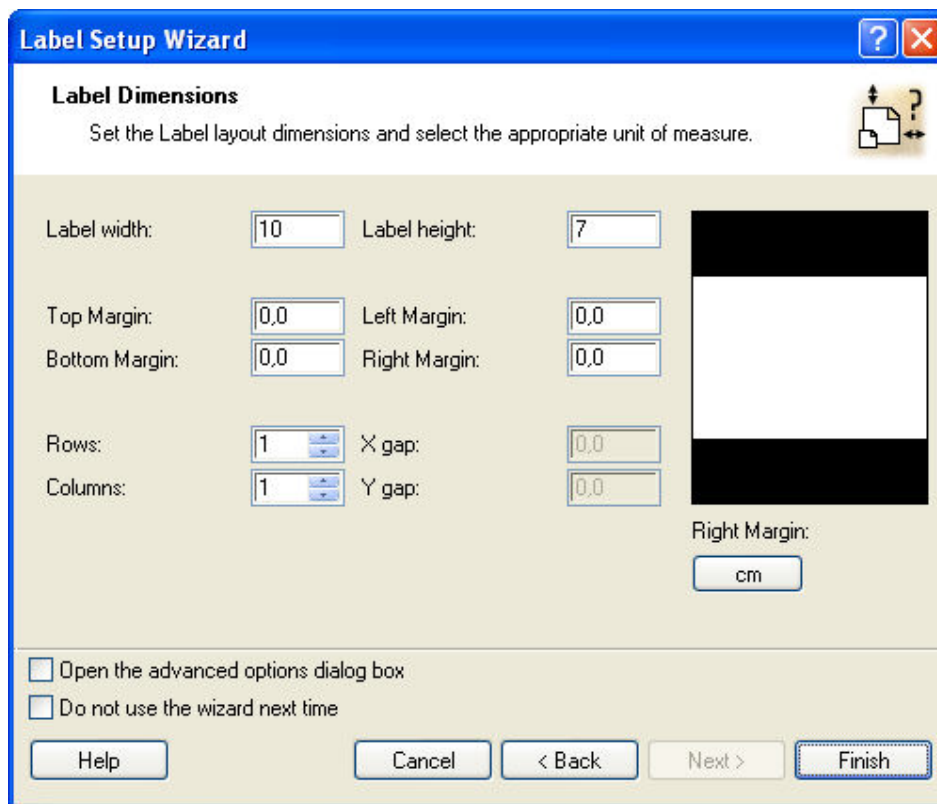 Label Setup Wizard
Label Dimensions
Set the Label layout dimensions and select the appropriate unit of measure.
Label width: 10 Label height: 7
Top Margin: 0,0 Left Margin: 0,0
Bottom Margin: 0,0 Right Margin: 0,0
Rows: 1 X gap: 0,0
Columns: 1 Y gap: 0,0
Right Margin:
cm
Open the advanced options dialog box
Do not use the wizard next time
Help Cancel < Back Next > Finish